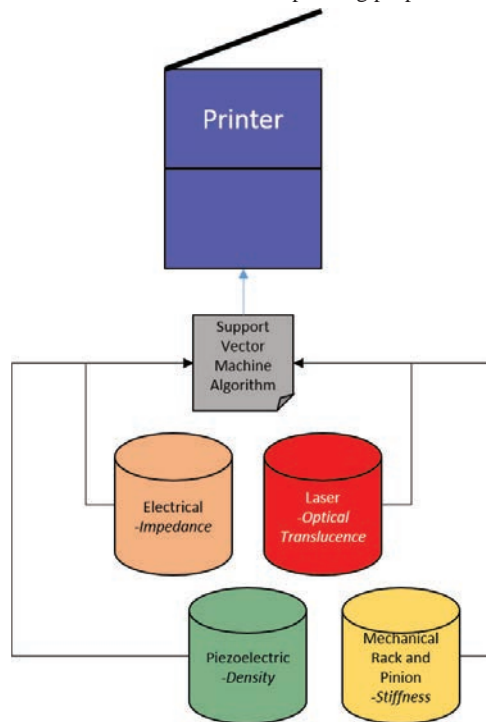 Printer
Support
Vector
Machine
Algorithm
Electrical
-Impedance
Laser
-Optical
Translucence
Piezoelectric
-Density
Mechanical
Rack and
Pinion
-Stiffness